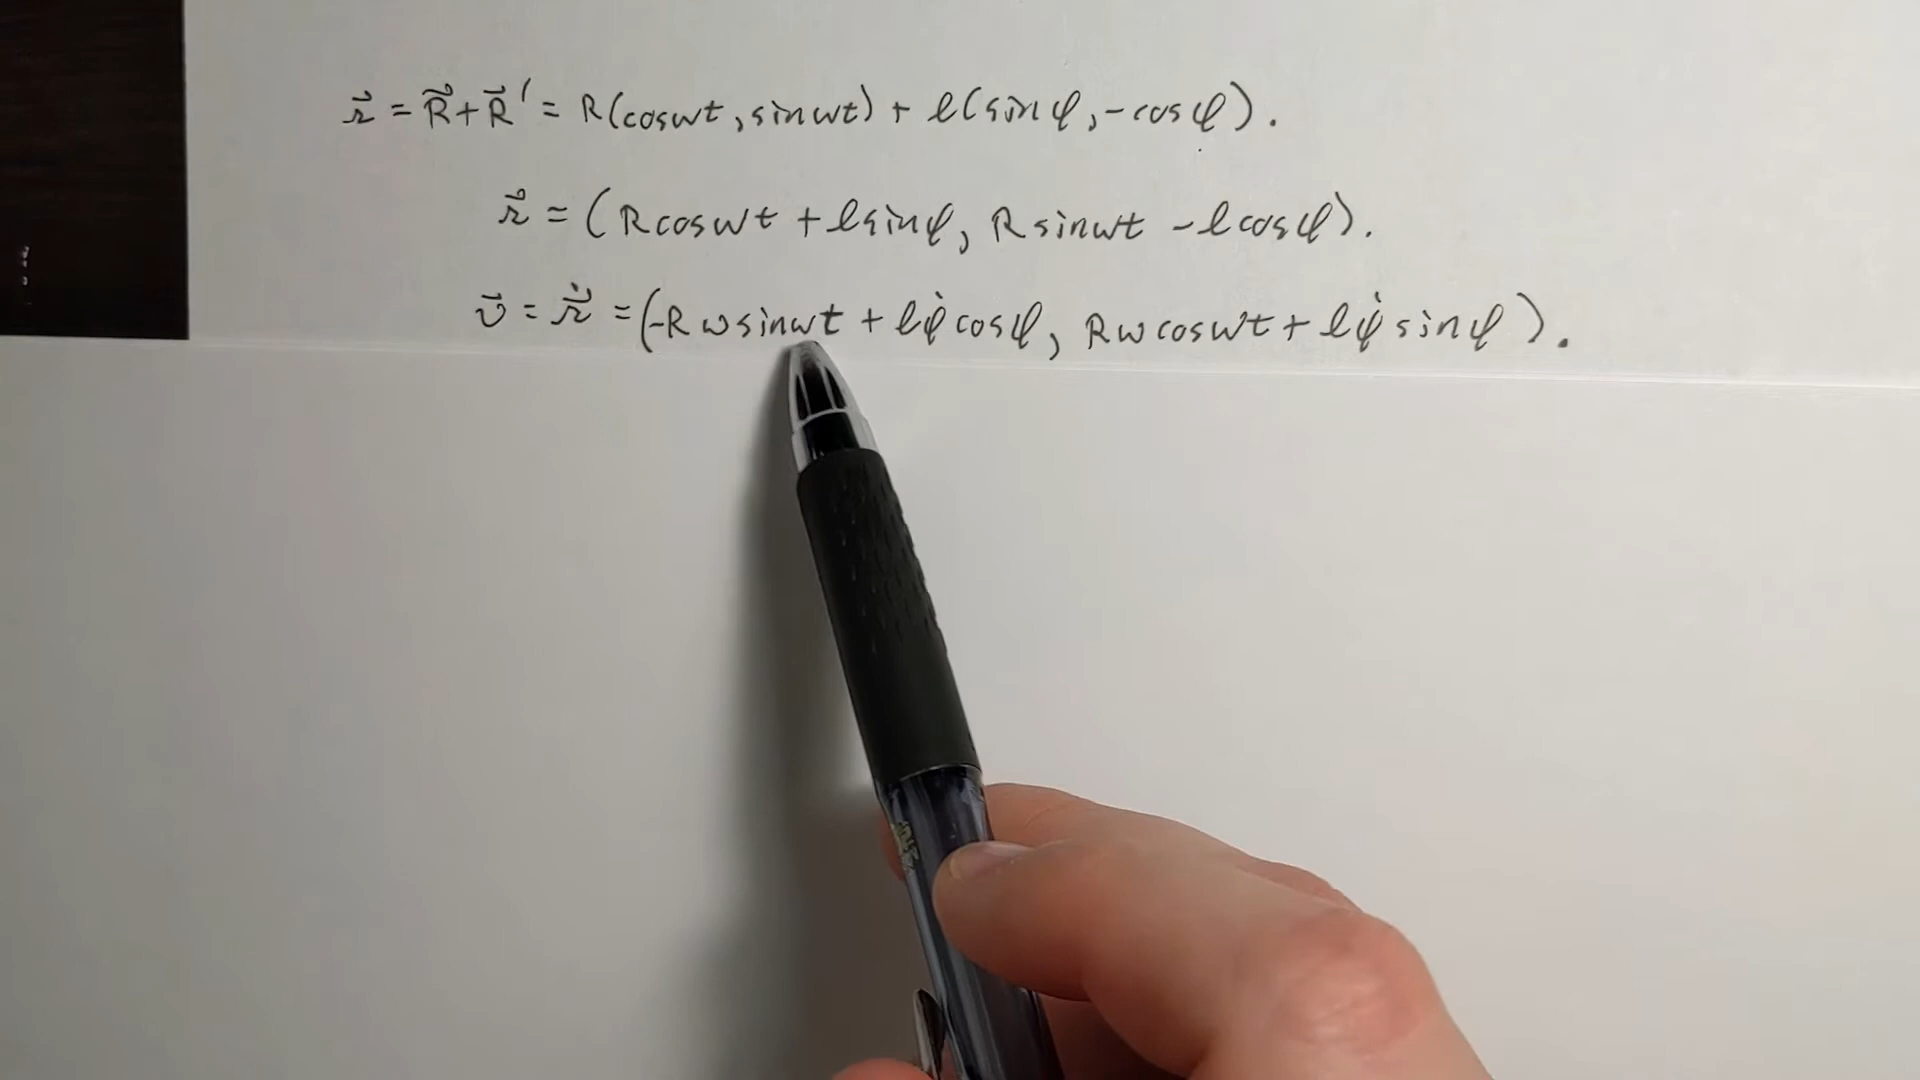 r⃗ = R⃗ + R⃗' = R(cosωt, sinωt) + ℓ(sinφ, -cosφ).
r⃗ = (Rcosωt + ℓsinφ, Rsinωt - ℓcosφ).
v⃗ = ṙ⃗ = (-Rωsinωt + ℓφ̇cosφ, Rωcosωt + ℓφ̇sinφ).